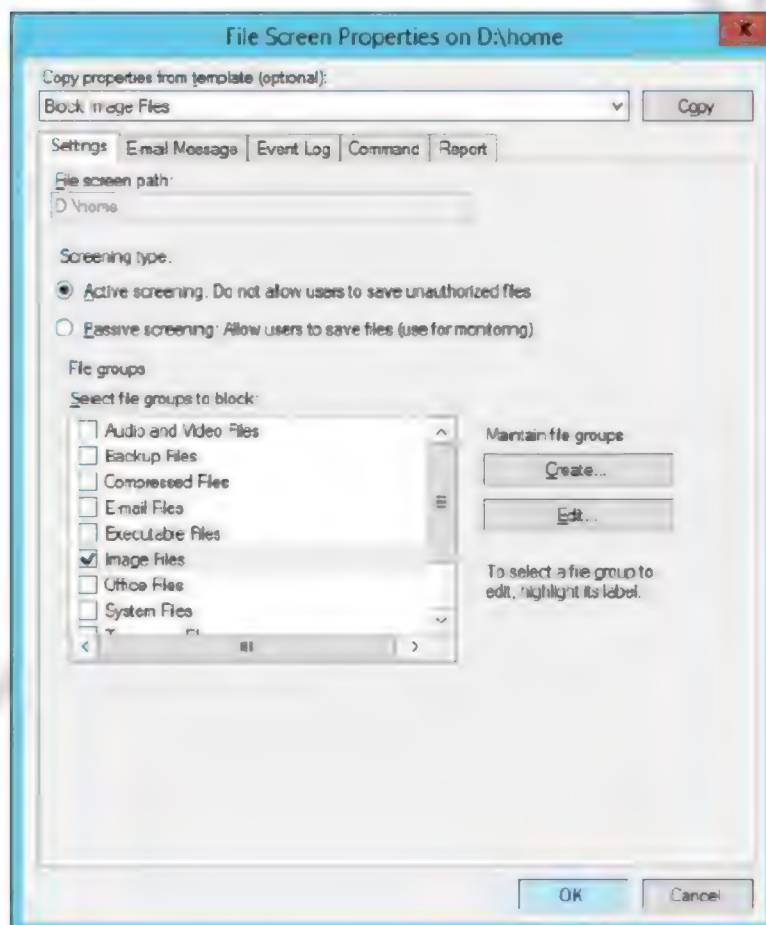 File Screen Properties on D:\home
x
Copy properties from template (optional):
Block Image Files
Copy
Settings
E-mail Message
Event Log
Command
Report
File screen path:
D:\home
Screening type:
Active screening: Do not allow users to save unauthorized files
Passive screening: Allow users to save files (use for monitoring)
File groups
Select file groups to block:
Audio and Video Files
Backup Files
Compressed Files
E-mail Files
Executable Files
Image Files
Office Files
System Files
Maintain file groups
Create...
Edit...
To select a file group to
edit, highlight its label.
OK
Cancel